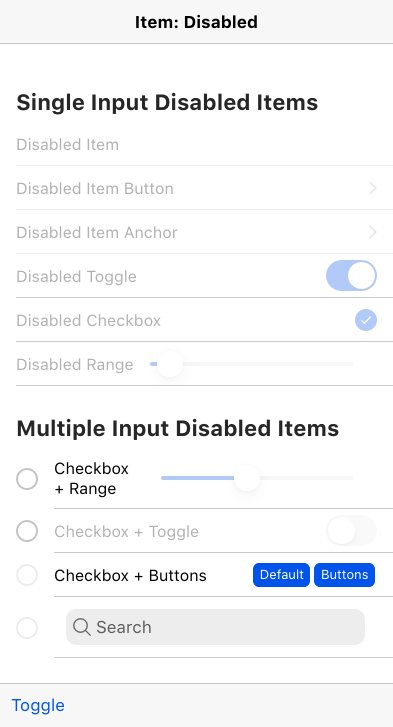 Item: Disabled
Single Input Disabled Items
Disabled Item
Disabled Item Button
Disabled Item Anchor
Disabled Toggle
Disabled Checkbox
Disabled Range
Multiple Input Disabled Items
Checkbox
+ Range
Checkbox + Toggle
Checkbox + Buttons Default Buttons
Search
Toggle